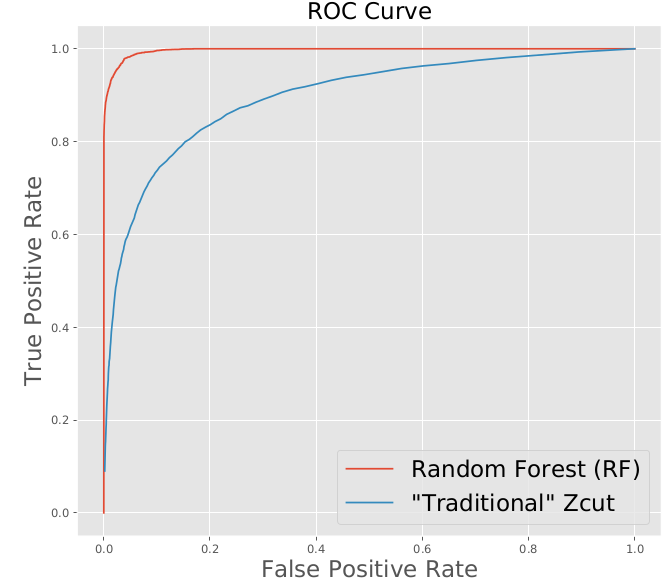 ROC Curve
True Positive Rate
1.0
0.8
0.6
0.4
0.2
0.0
Random Forest (RF)
"Traditional" Zcut
0.0 0.2 0.4 0.6 0.8 1.0
False Positive Rate